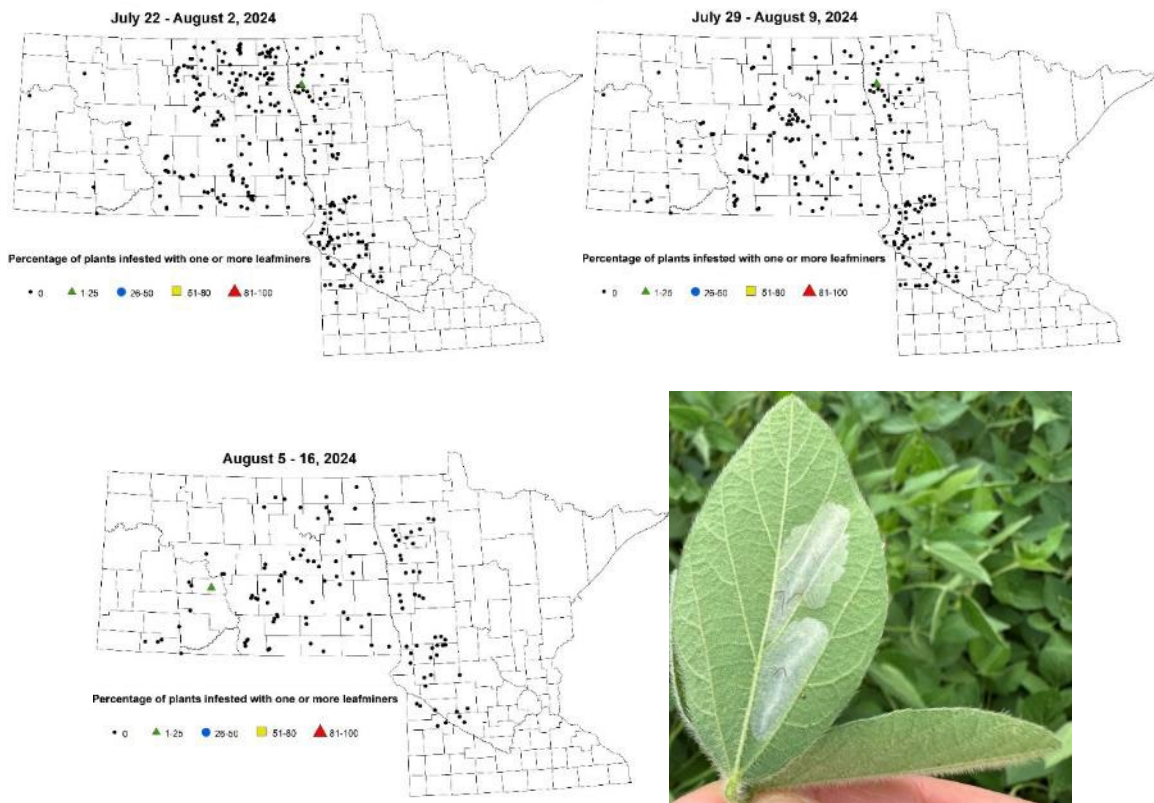 July 22 - August 2, 2024
July 29 - August 9, 2024
Percentage of plants infested with one or more leafminers
0 1-25 26-50 51-80 81-100
Percentage of plants infested with one or more leafminers
0 1-25 26-50 51-80 81-100
August 5 - 16, 2024
Percentage of plants infested with one or more leafminers
0 1-25 26-50 51-80 81-100